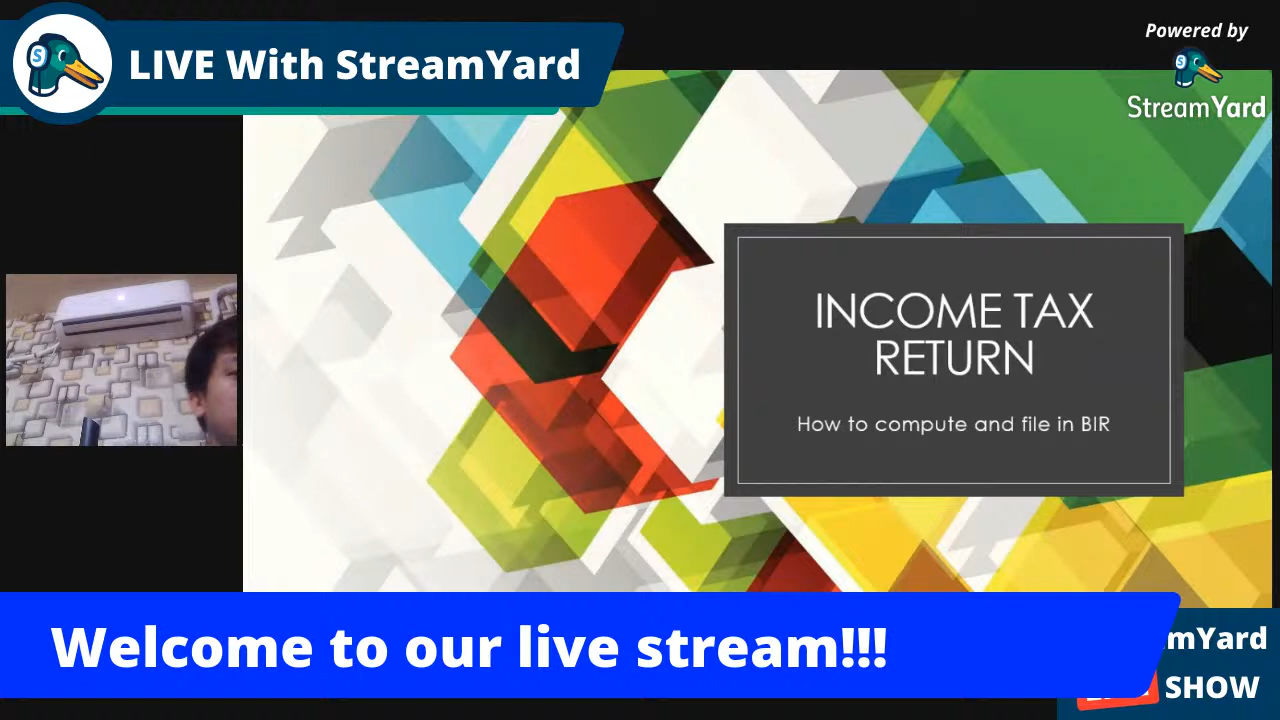 LIVE With StreamYard
Powered by
StreamYard
INCOME TAX
RETURN
How to compute and file in BIR
Welcome to our live stream!!!
mYard
SHOW